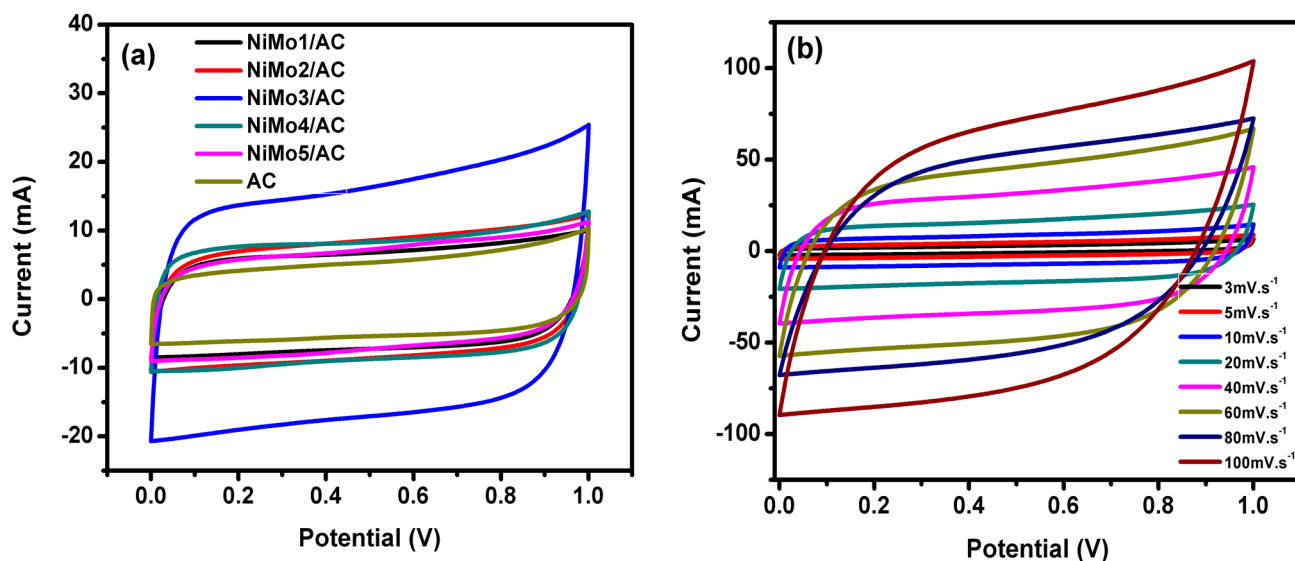 (a)
NiMo1/AC
NiMo2/AC
NiMo3/AC
NiMo4/AC
NiMo5/AC
AC
40
30
20
10
0
-10
-20
Current (mA)
0.0 0.2 0.4 0.6 0.8 1.0
Potential (V)
(b)
100
50
0
-50
-100
Current (mA)
3mV.s⁻¹
5mV.s⁻¹
10mV.s⁻¹
20mV.s⁻¹
40mV.s⁻¹
60mV.s⁻¹
80mV.s⁻¹
100mV.s⁻¹
0.0 0.2 0.4 0.6 0.8 1.0
Potential (V)